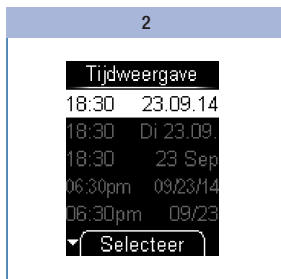 2
Tijdweergave
18:30 23.09.14
18:30 Di 23.09.
18:30 23 Sep
06:30pm 09/23/14
06:30pm 09/23
Selecteer